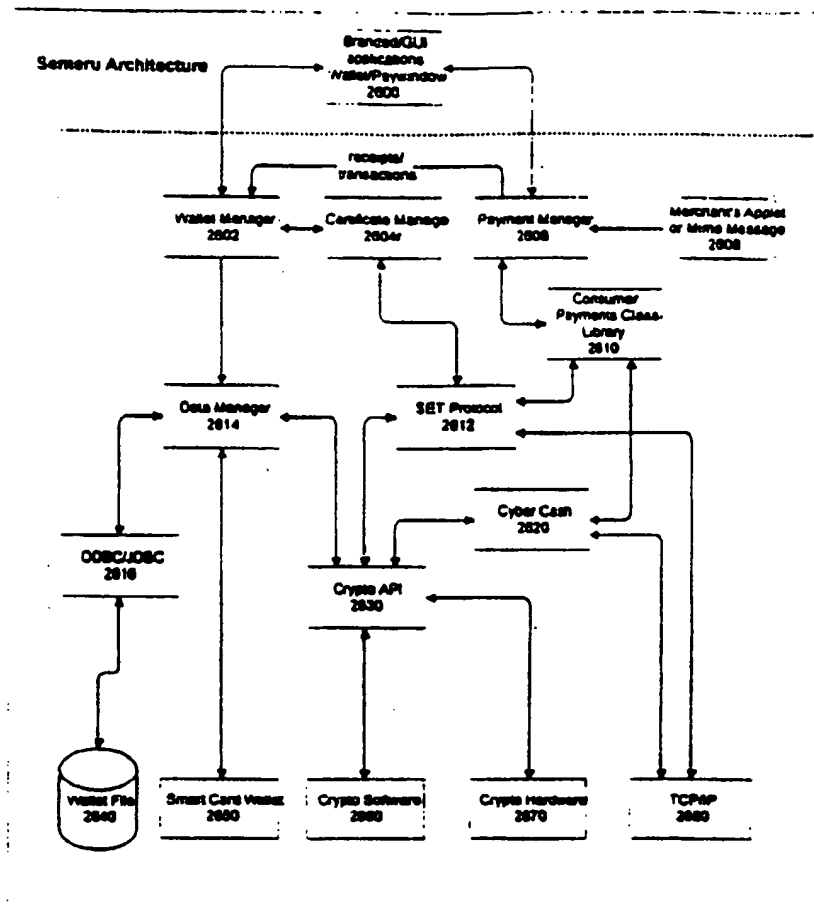 Semeru Architecture
Branded/GUI
applications
Wallet/Paywindow
2600
receipts/
transactions
Wallet Manager
2602
Certificate Manage
2604r
Payment Manager
2606
Merchant's Applet
or Mime Message
2608
Consumer
Payments Class-
Library
2610
Data Manager
2614
SET Protocol
2612
Cyber Cash
2620
ODBC/JDBC
2616
Crypto API
2630
Wallet File
2640
Smart Card Wallet
2650
Crypto Software
2660
Crypto Hardware
2670
TCP/IP
2680